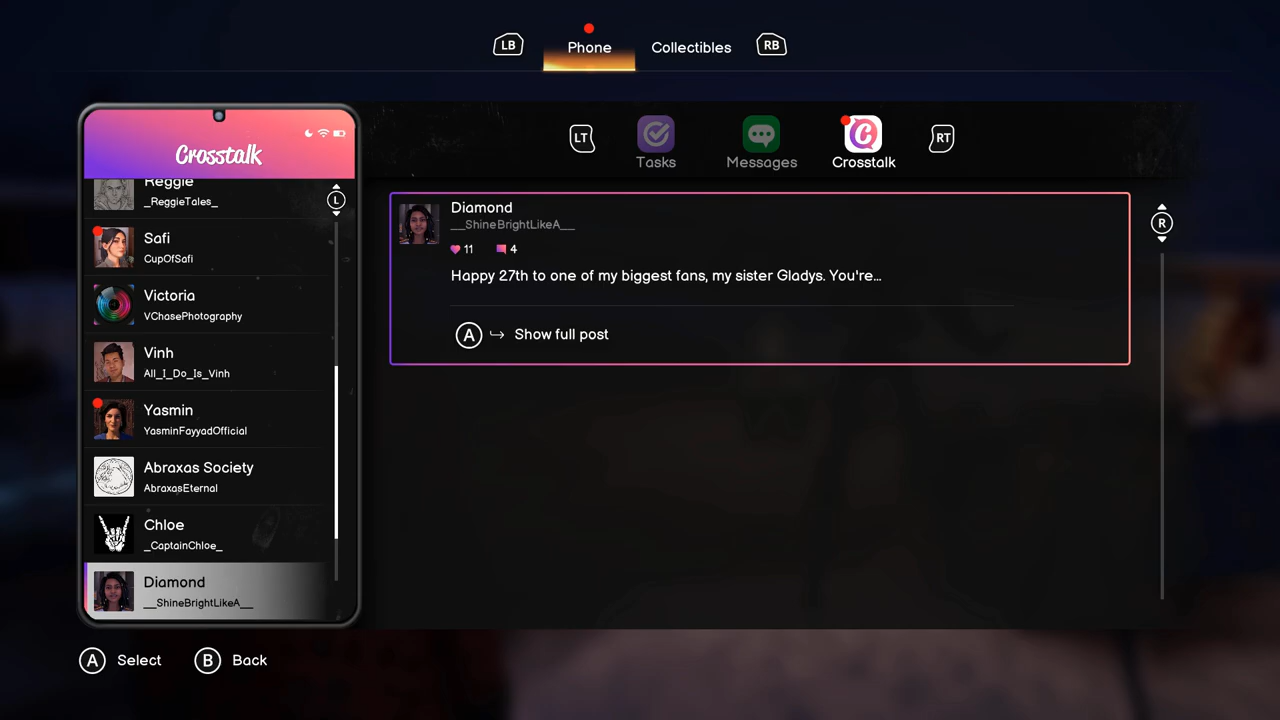 LB
Phone
Collectibles
RB
Crosstalk
LT
Tasks
Messages
Crosstalk
RT
Reggie
_ReggieTales_
L
Safi
CupOfSafi
Victoria
VChasePhotography
Vinh
All_I_Do_Is_Vinh
Yasmin
YasminFayyadOfficial
Abraxas Society
AbraxasEternal
Chloe
_CaptainChloe_
Diamond
__ShineBrightLikeA__
Diamond
__ShineBrightLikeA__
11
4
Happy 27th to one of my biggest fans, my sister Gladys. You're...
A Show full post
R
A Select
B Back